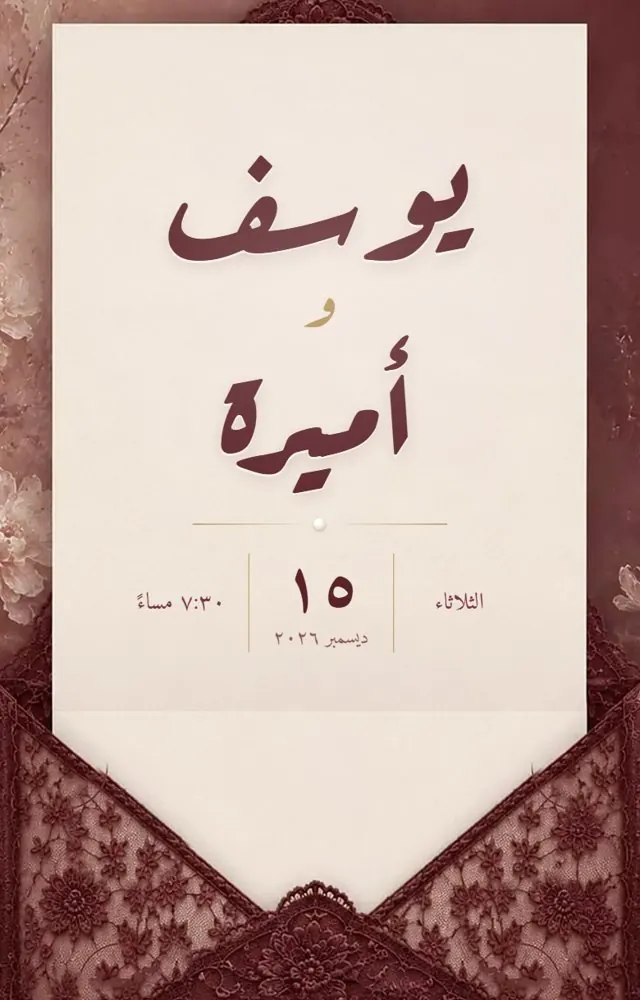 يوسف
و
أميرة
الثلاثاء
١٥
ديسمبر ٢٠٢٦
٧:٣٠ مساءً